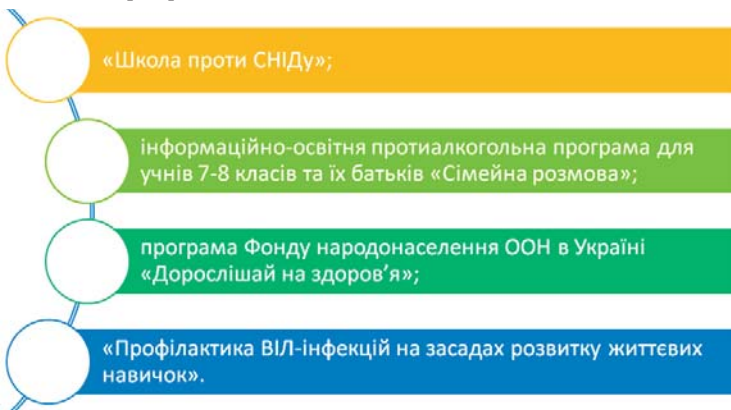 «Школа проти СНІДу»;
інформаційно-освітня протиалкогольна програма для
учнів 7-8 класів та їх батьків «Сімейна розмова»;
програма Фонду народонаселення ООН в Україні
«Дорослішай на здоров’я»;
«Профілактика ВІЛ-інфекцій на засадах розвитку життєвих
навичок».